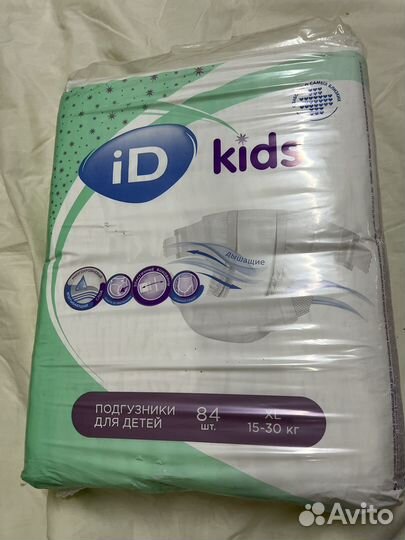 iD
kids
дышащие
ПОДГУЗНИКИ
ДЛЯ ДЕТЕЙ
84
шт.
XL
15-30 кг
Avito